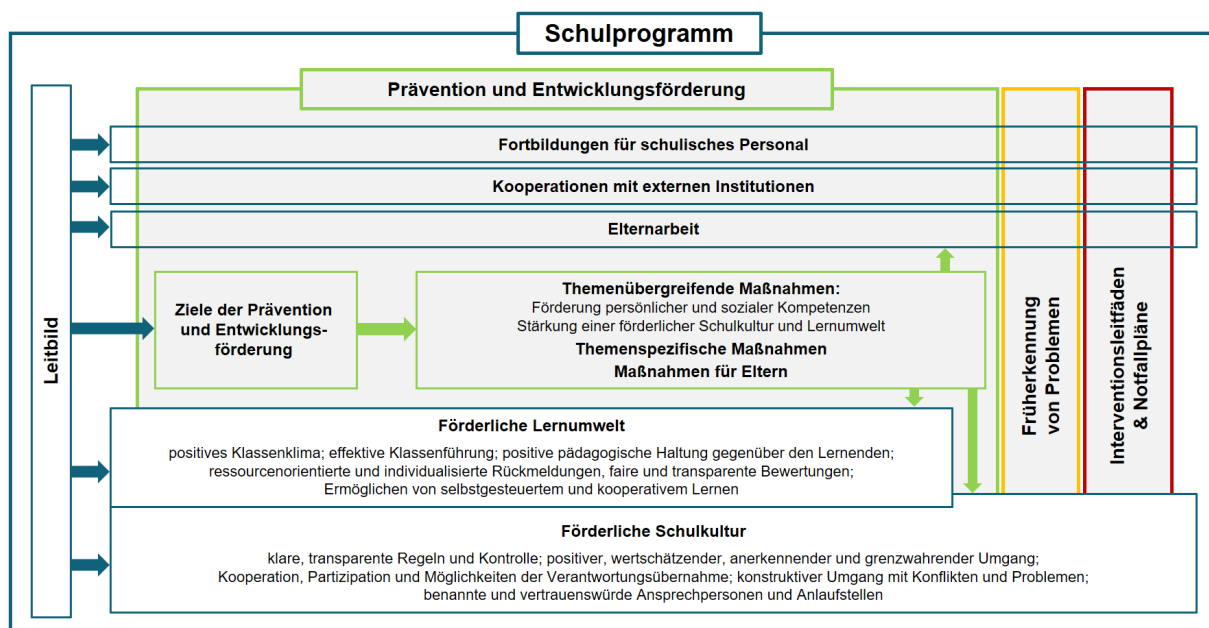 Schulprogramm
Prävention und Entwicklungsförderung
Leitbild
Fortbildungen für schulisches Personal
Kooperationen mit externen Institutionen
Elternarbeit
Ziele der Prävention
und Entwicklungs-
förderung
Themenübergreifende Maßnahmen:
Förderung persönlicher und sozialer Kompetenzen
Stärkung einer förderlicher Schulkultur und Lernumwelt
Themenspezifische Maßnahmen
Maßnahmen für Eltern
Früherkennung
von Problemen
Interventionsleitfäden
& Notfallpläne
Förderliche Lernumwelt
positives Klassenklima; effektive Klassenführung; positive pädagogische Haltung gegenüber den Lernenden;
ressourcenorientierte und individualisierte Rückmeldungen, faire und transparente Bewertungen;
Ermöglichen von selbstgesteuertem und kooperativem Lernen
Förderliche Schulkultur
klare, transparente Regeln und Kontrolle; positiver, wertschätzender, anerkennender und grenzwahrender Umgang;
Kooperation, Partizipation und Möglichkeiten der Verantwortungsübernahme; konstruktiver Umgang mit Konflikten und Problemen;
benannte und vertrauenswürde Ansprechpersonen und Anlaufstellen